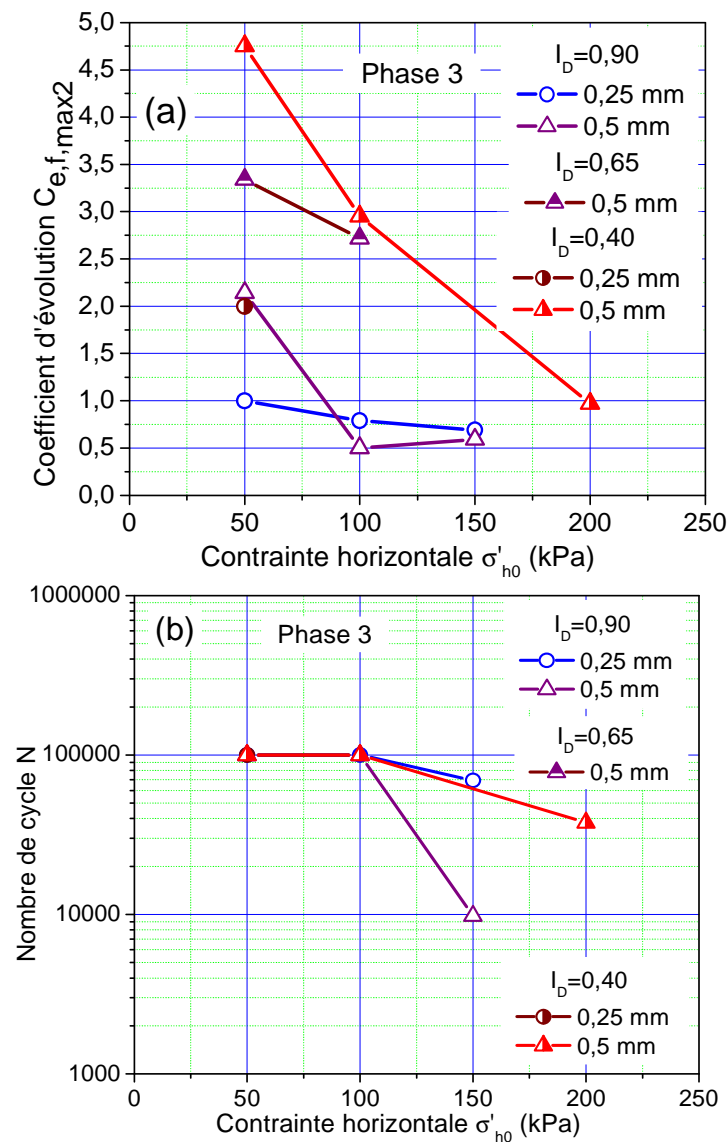 5,0
4,5
4,0
3,5
3,0
2,5
2,0
1,5
1,0
0,5
0,0
Coefficient d'évolution C_e,f,max2
(a)
Phase 3
I_D=0,90
0,25 mm
0,5 mm
I_D=0,65
0,5 mm
I_D=0,40
0,25 mm
0,5 mm
0 50 100 150 200 250
Contrainte horizontale σ'_h0 (kPa)
1000000
100000
10000
1000
Nombre de cycle N
(b)
Phase 3
I_D=0,90
0,25 mm
0,5 mm
I_D=0,65
0,5 mm
I_D=0,40
0,25 mm
0,5 mm
0 50 100 150 200 250
Contrainte horizontale σ'_h0 (kPa)